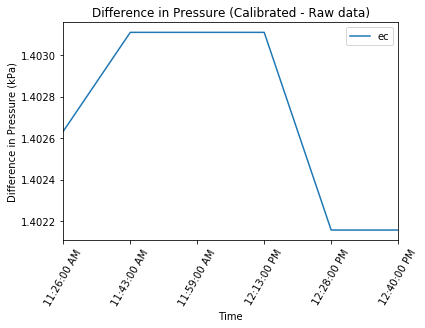 Difference in Pressure (Calibrated - Raw data)
ec
Difference in Pressure (kPa)
1.4030
1.4028
1.4026
1.4024
1.4022
11:26:00 AM
11:43:00 AM
11:59:00 AM
12:13:00 PM
12:28:00 PM
12:40:00 PM
Time